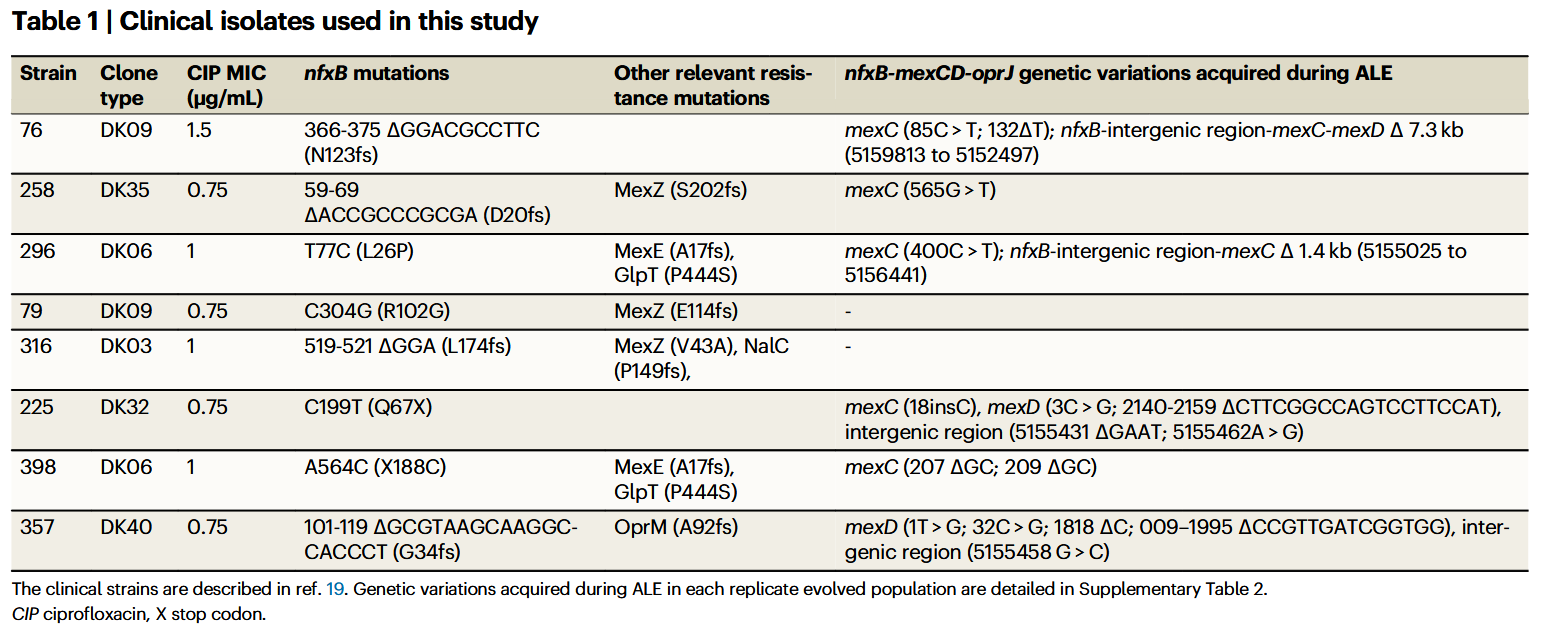 Table 1 | Clinical isolates used in this study
Strain Clone type CIP MIC (µg/mL) nfxB mutations Other relevant resis-tance mutations nfxB-mexCD-oprJ genetic variations acquired during ALE
76 DK09 1.5 366-375 ΔGGACGCCTTC (N123fs) mexC (85C > T; 132ΔT); nfxB-intergenic region-mexC-mexD Δ 7.3 kb (5159813 to 5152497)
258 DK35 0.75 59-69 ΔACCGCCCGCGA (D20fs) MexZ (S202fs) mexC (565G > T)
296 DK06 1 T77C (L26P) MexE (A17fs), GlpT (P444S) mexC (400C > T); nfxB-intergenic region-mexC Δ 1.4 kb (5155025 to 5156441)
79 DK09 0.75 C304G (R102G) MexZ (E114fs) -
316 DK03 1 519-521 ΔGGA (L174fs) MexZ (V43A), NalC (P149fs), -
225 DK32 0.75 C199T (Q67X) mexC (18insC), mexD (3C > G; 2140-2159 ΔCTTCGGCCAGTCCTTCCAT), intergenic region (5155431 ΔGAAT; 5155462A > G)
398 DK06 1 A564C (X188C) MexE (A17fs), GlpT (P444S) mexC (207 ΔGC; 209 ΔGC)
357 DK40 0.75 101-119 ΔGCGTAAGCAAGGC-CACCCT (G34fs) OprM (A92fs) mexD (1T > G; 32C > G; 1818 ΔC; 009–1995 ΔCCGTTGATCGGTGG), inter-genic region (5155458 G > C)
The clinical strains are described in ref. 19. Genetic variations acquired during ALE in each replicate evolved population are detailed in Supplementary Table 2.
CIP ciprofloxacin, X stop codon.